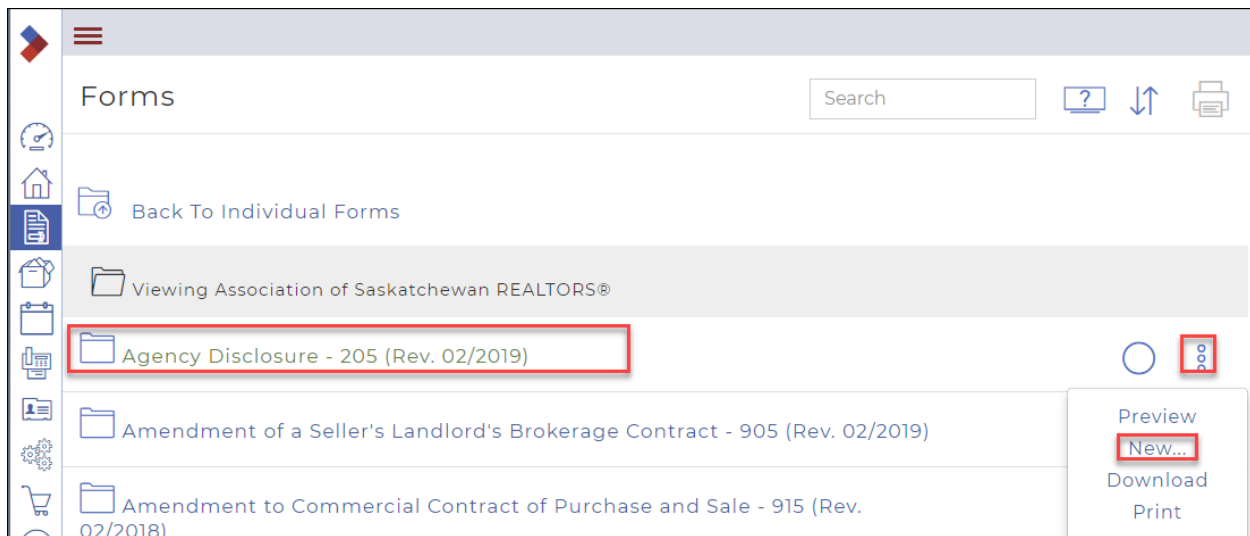 Forms
Search
?
Back To Individual Forms
Viewing Association of Saskatchewan REALTORS®
Agency Disclosure - 205 (Rev. 02/2019)
Amendment of a Seller's Landlord's Brokerage Contract - 905 (Rev. 02/2019)
Preview
New...
Download
Print
Amendment to Commercial Contract of Purchase and Sale - 915 (Rev.
02/2018)